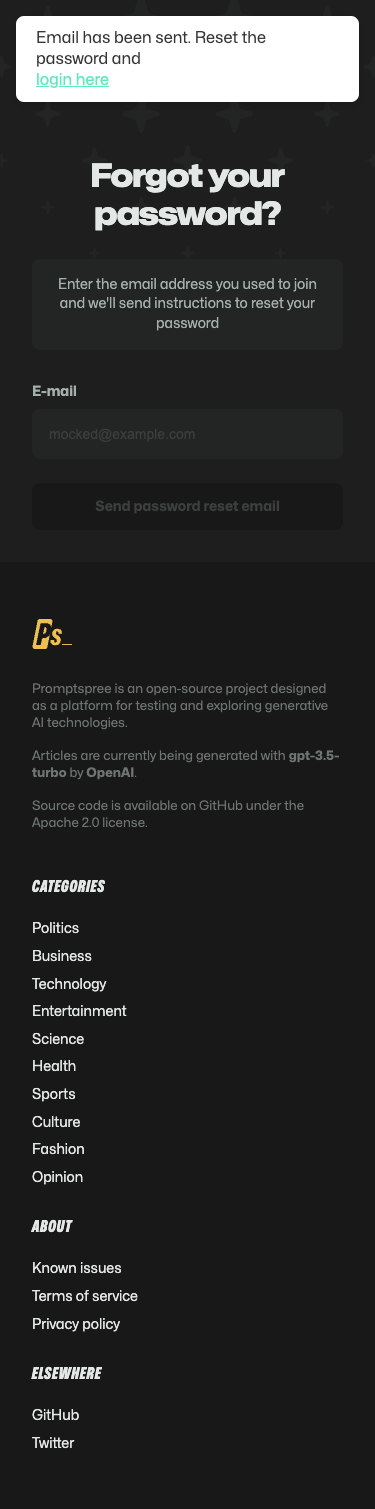 Email has been sent. Reset the
password and
login here
Forgot your
password?
Enter the email address you used to join
and we'll send instructions to reset your
password
E-mail
mocked@example.com
Send password reset email
Ps_
Promptspree is an open-source project designed
as a platform for testing and exploring generative
AI technologies.
Articles are currently being generated with gpt-3.5-
turbo by OpenAI.
Source code is available on GitHub under the
Apache 2.0 license.
CATEGORIES
Politics
Business
Technology
Entertainment
Science
Health
Sports
Culture
Fashion
Opinion
ABOUT
Known issues
Terms of service
Privacy policy
ELSEWHERE
GitHub
Twitter